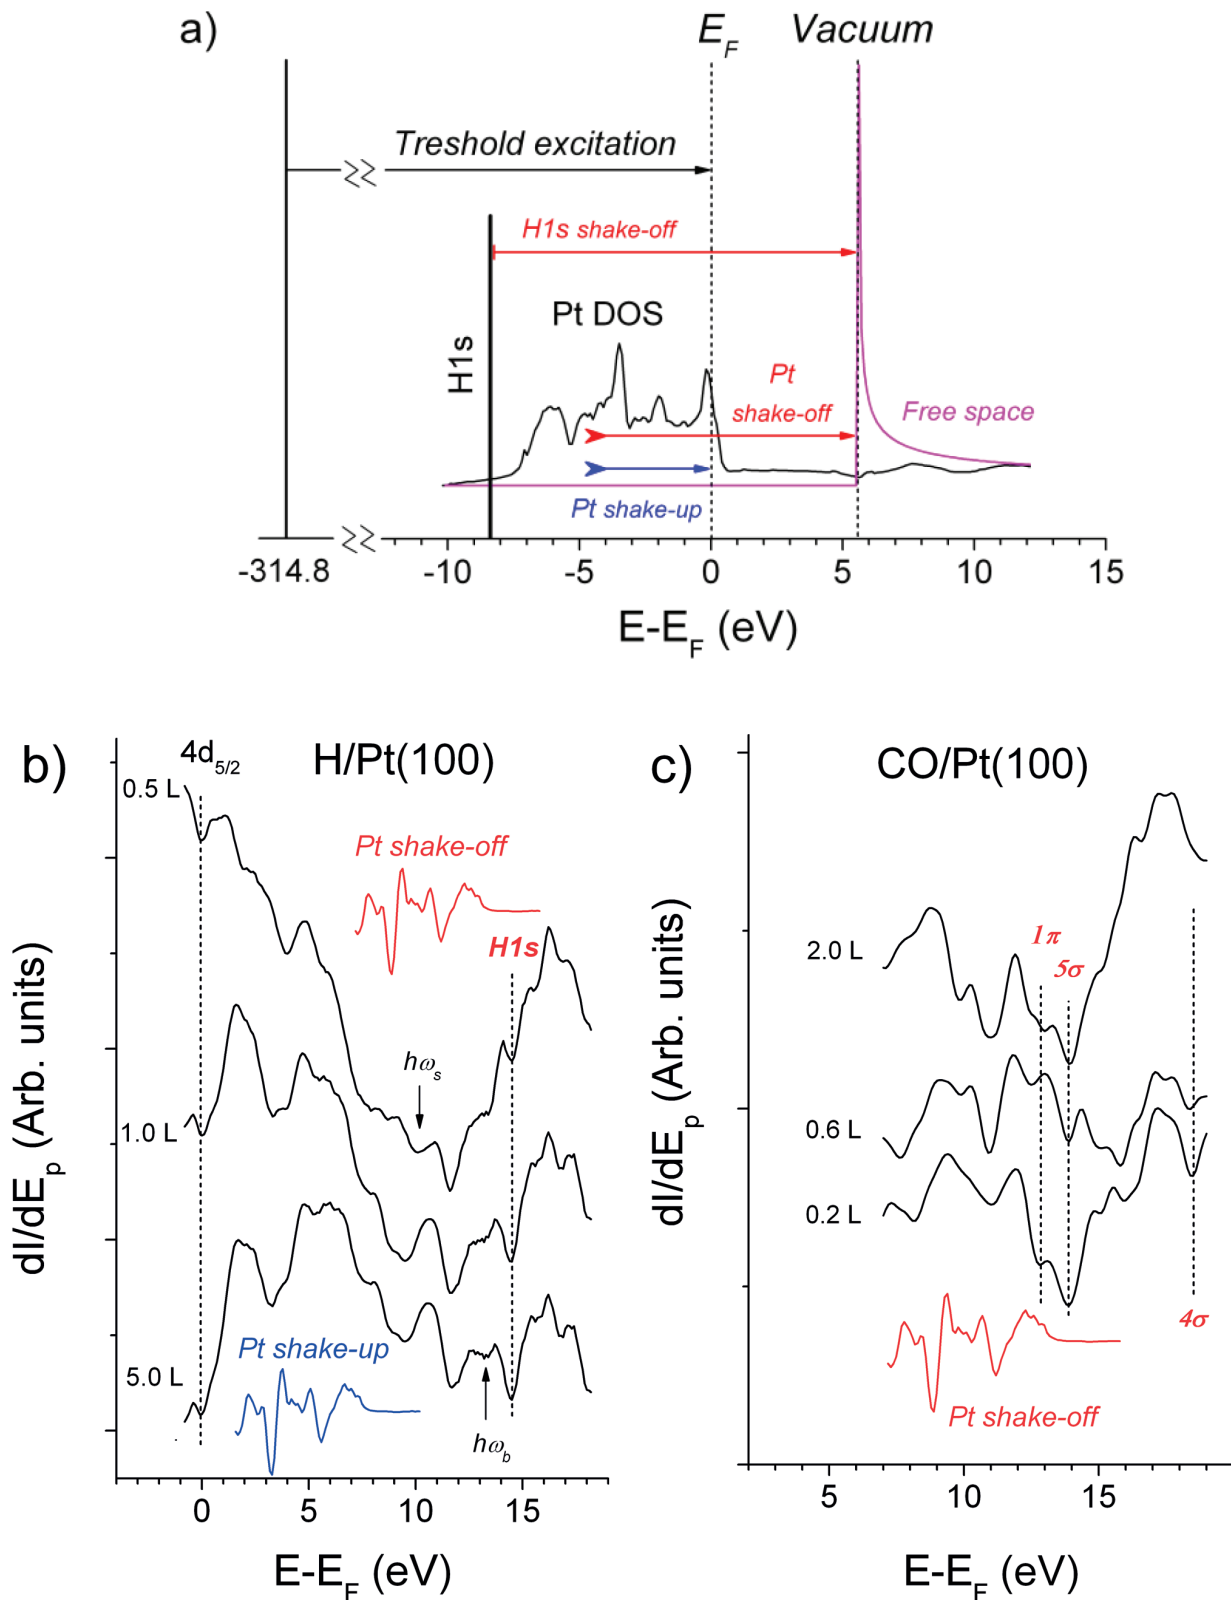 a)
E_F
Vacuum
Treshold excitation
H1s shake-off
Pt DOS
H1s
Pt
shake-off
Free space
Pt shake-up
-314.8
-10
-5
0
5
10
15
E-E_F (eV)
b)
4d_5/2
H/Pt(100)
0.5 L
Pt shake-off
H1s
hω_s
1.0 L
Pt shake-up
5.0 L
hω_b
dI/dE_p (Arb. units)
0
5
10
15
E-E_F (eV)
c)
CO/Pt(100)
1π
5σ
2.0 L
0.6 L
0.2 L
4σ
Pt shake-off
dI/dE_p (Arb. units)
5
10
15
E-E_F (eV)